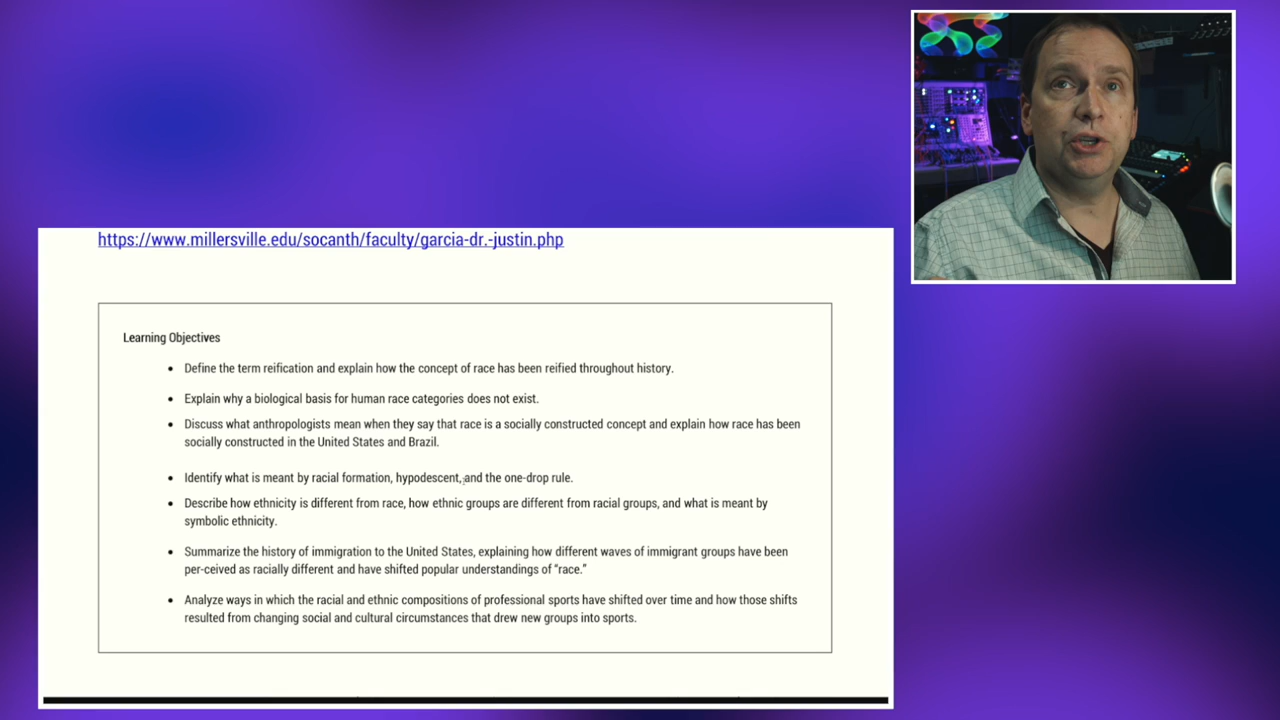 https://www.millersville.edu/socanth/faculty/garcia-dr.-justin.php
Learning Objectives
• Define the term reification and explain how the concept of race has been reified throughout history.
• Explain why a biological basis for human race categories does not exist.
• Discuss what anthropologists mean when they say that race is a socially constructed concept and explain how race has been
socially constructed in the United States and Brazil.
• Identify what is meant by racial formation, hypodescent, and the one-drop rule.
• Describe how ethnicity is different from race, how ethnic groups are different from racial groups, and what is meant by
symbolic ethnicity.
• Summarize the history of immigration to the United States, explaining how different waves of immigrant groups have been
per-ceived as racially different and have shifted popular understandings of “race.”
• Analyze ways in which the racial and ethnic compositions of professional sports have shifted over time and how those shifts
resulted from changing social and cultural circumstances that drew new groups into sports.